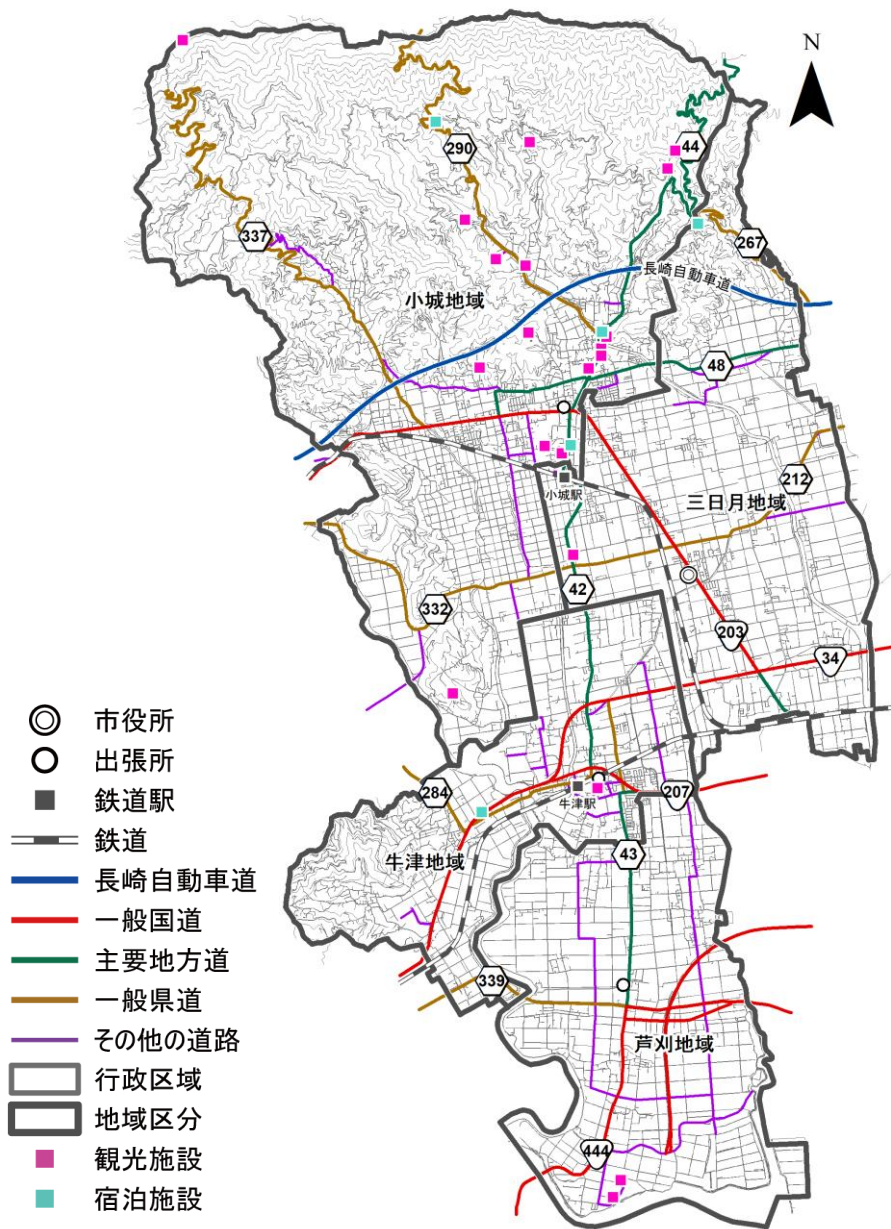 N
290
44
337
267
長崎自動車道
小城地域
48
小城駅
212
三日月地域
42
332
203
34
284
牛津駅
207
牛津地域
43
339
芦刈地域
444
市役所
出張所
鉄道駅
鉄道
長崎自動車道
一般国道
主要地方道
一般県道
その他の道路
行政区域
地域区分
観光施設
宿泊施設